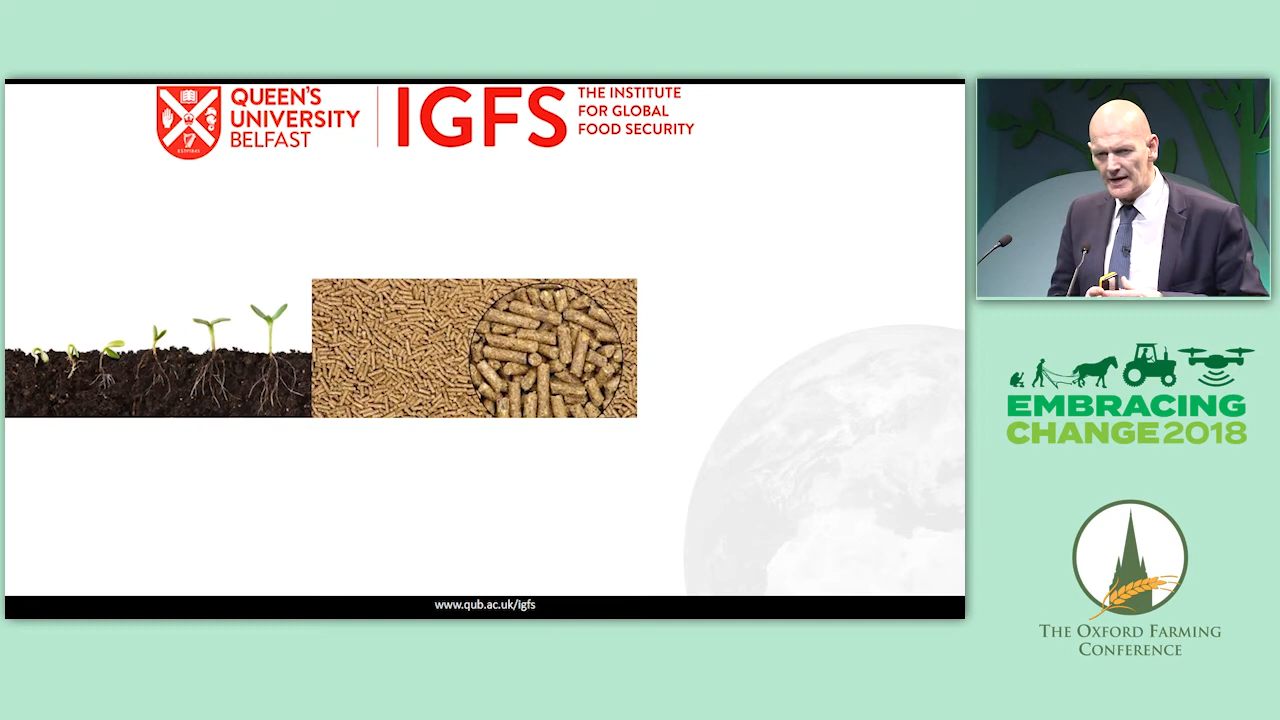 QUEEN'S
UNIVERSITY
BELFAST
ESTD1845
IGFS
THE INSTITUTE
FOR GLOBAL
FOOD SECURITY
www.qub.ac.uk/igfs
EMBRACING
CHANGE2018
THE OXFORD FARMING
CONFERENCE